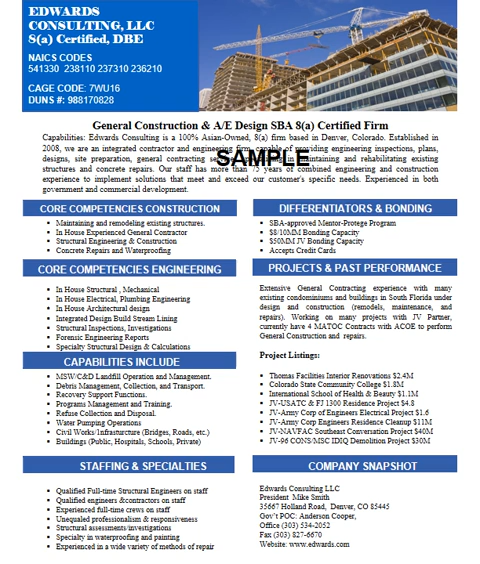 EDWARDS
CONSULTING, LLC
8(a) Certified, DBE
NAICS CODES
541330 238110 237310 236210
CAGE CODE: 7WU16
DUNS #: 988170828
General Construction & A/E Design SBA 8(a) Certified Firm
Capabilities: Edwards Consulting is a 100% Asian-Owned, 8(a) firm based in Denver, Colorado. Established in
2008, we are an integrated contractor and engineering firm, capable of providing engineering inspections, plans,
designs, site preparation, general contracting in maintaining and rehabilitating existing
structures and concrete repairs. Our staff has more than 75 years of combined engineering and construction
experience to implement solutions that meet and exceed our customer's specific needs. Experienced in both
government and commercial development.
SAMPLE
CORE COMPETENCIES CONSTRUCTION
Maintaining and remodeling existing structures.
In House Experienced General Contractor
Structural Engineering & Construction
Concrete Repairs and Waterproofing
CORE COMPETENCIES ENGINEERING
In House Structural , Mechanical
In House Electrical, Plumbing Engineering
In House Architectural design
Integrated Design Build Stream Lining
Structural Inspections, Investigations
Forensic Engineering Reports
Specialty Structural Design & Calculations
CAPABILITIES INCLUDE
MSW/C&D Landfill Operation and Management.
Debris Management, Collection, and Transport.
Recovery Support Functions.
Programs Management and Training.
Refuse Collection and Disposal.
Water Pumping Operations
Civil Works/Infrasturcture (Bridges, Roads, etc.)
Buildings (Public, Hospitals, Schools, Private)
STAFFING & SPECIALTIES
Qualified Full-time Structural Engineers on staff
Qualified engineers &contractors on staff
Experienced full-time crews on staff
Unequaled professionalism & responsiveness
Structural assessments/investigations
Specialty in waterproofing and painting
Experienced in a wide variety of methods of repair
DIFFERENTIATORS & BONDING
SBA-approved Mentor-Protege Program
$8/10MM Bonding Capacity
$50MM JV Bonding Capacity
Accepts Credit Cards
PROJECTS & PAST PERFORMANCE
Extensive General Contracting experience with many
existing condominiums and buildings in South Florida under
design and construction (remodels, maintenance, and
repairs). Working on many projects with JV Partner,
currently have 4 MATOC Contracts with ACOE to perform
General Construction and repairs.
Project Listings:
Thomas Facilities Interior Renovations $2.4M
Colorado State Community College $1.8M
International School of Health & Beauty $1.1M
JV-USATC & FJ 1300 Residence Project $4.8
JV-Army Corp of Engineers Electrical Project $1.6
JV-Army Corp Engineers Residence Cleanup $11M
JV-NAVFAC Southeast Conversation Project $40M
JV-96 CONS/MSC IDIQ Demolition Project $30M
COMPANY SNAPSHOT
Edwards Consulting LLC
President Mike Smith
35667 Holland Road, Denver, CO 85445
Gov't POC: Anderson Cooper,
Office (303) 534-2052
Fax (303) 827-6670
Website: www.edwards.com